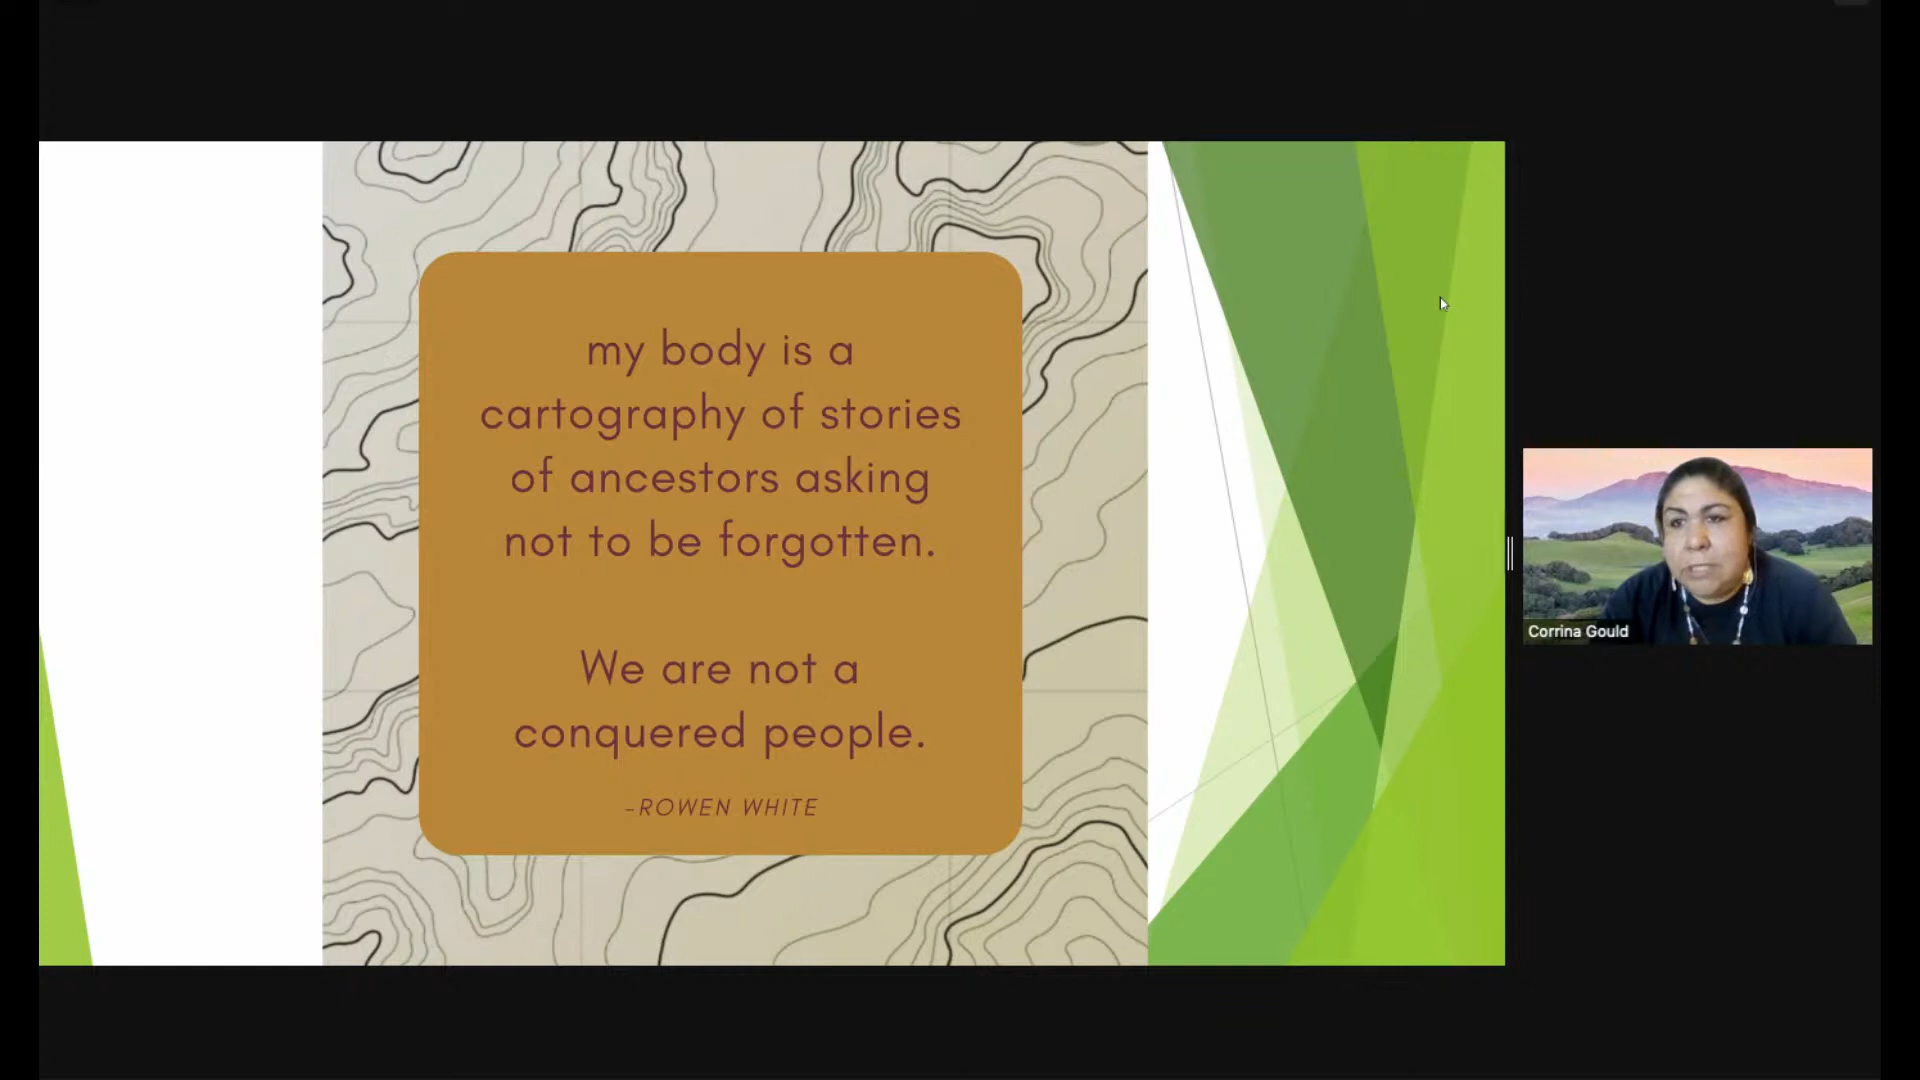 my body is a
cartography of stories
of ancestors asking
not to be forgotten.
We are not a
conquered people.
-ROWEN WHITE
Corrina Gould